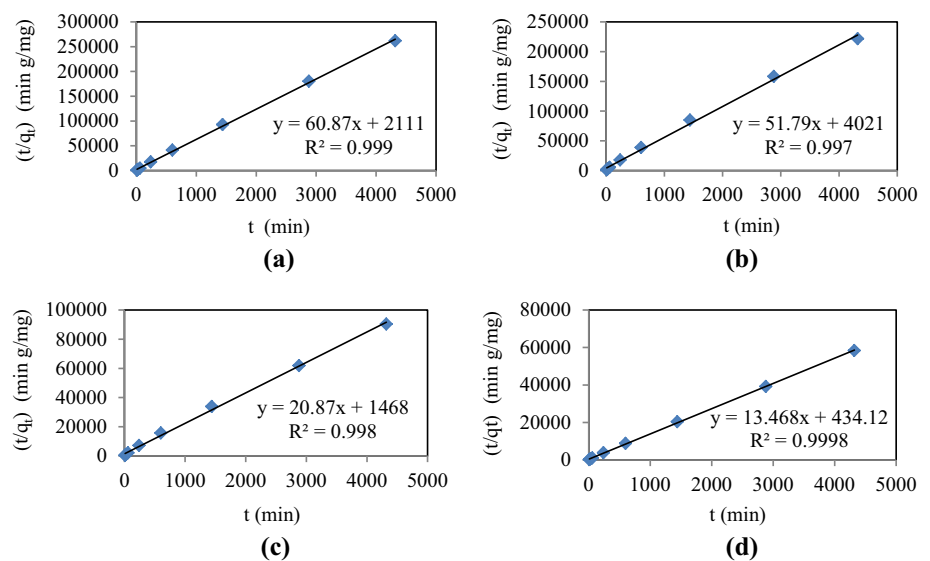 300000
250000
200000
150000
100000
50000
0
(t/qt) (min g/mg)
y = 60.87x + 2111
R² = 0.999
0 1000 2000 3000 4000 5000
t (min)
(a)
250000
200000
150000
100000
50000
0
(t/qt) (min g/mg)
y = 51.79x + 4021
R² = 0.997
0 1000 2000 3000 4000 5000
t (min)
(b)
100000
80000
60000
40000
20000
0
(t/qt) (min g/mg)
y = 20.87x + 1468
R² = 0.998
0 1000 2000 3000 4000 5000
t (min)
(c)
80000
60000
40000
20000
0
(t/qt) (min g/mg)
y = 13.468x + 434.12
R² = 0.9998
0 1000 2000 3000 4000 5000
t (min)
(d)